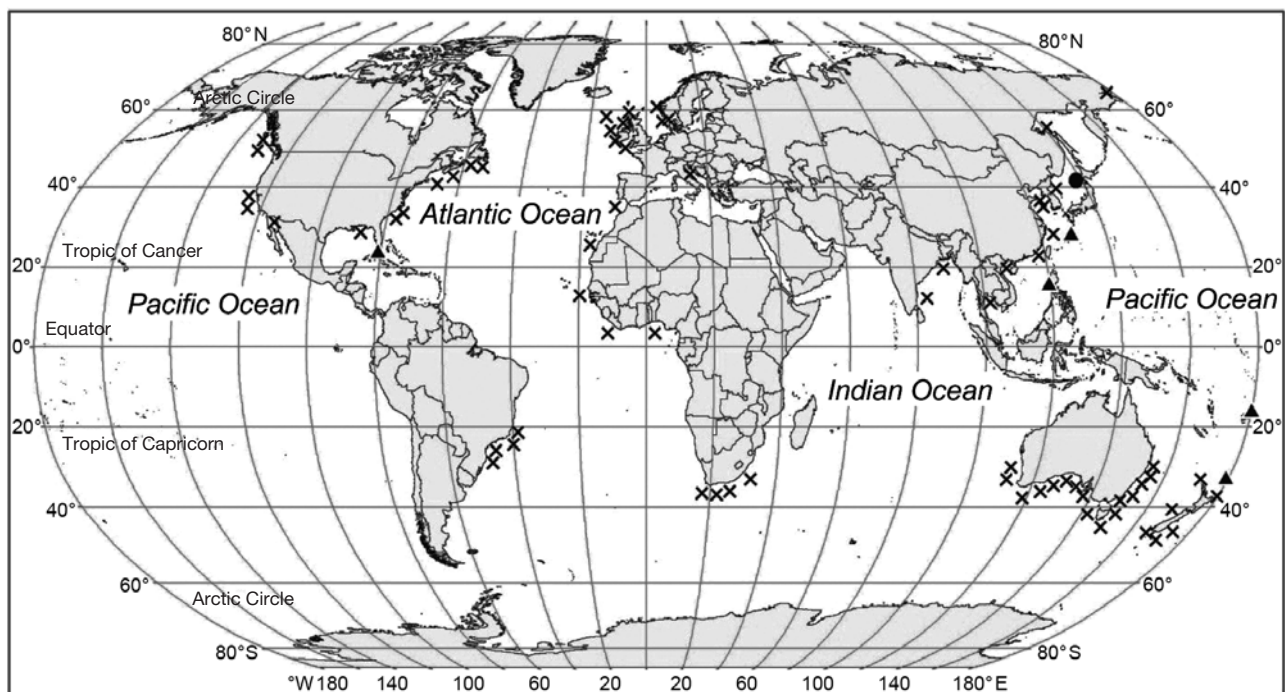 80°N 80°N
Arctic Circle
60° 60°
40° 40°
Atlantic Ocean
Tropic of Cancer
20° 20°
Pacific Ocean Pacific Ocean
Equator
0° 0°
Indian Ocean
20° 20°
Tropic of Capricorn
40° 40°
60° 60°
Arctic Circle
80°S 80°S
°W 180 140 100 60 20 0 20 60 100 140 180°E